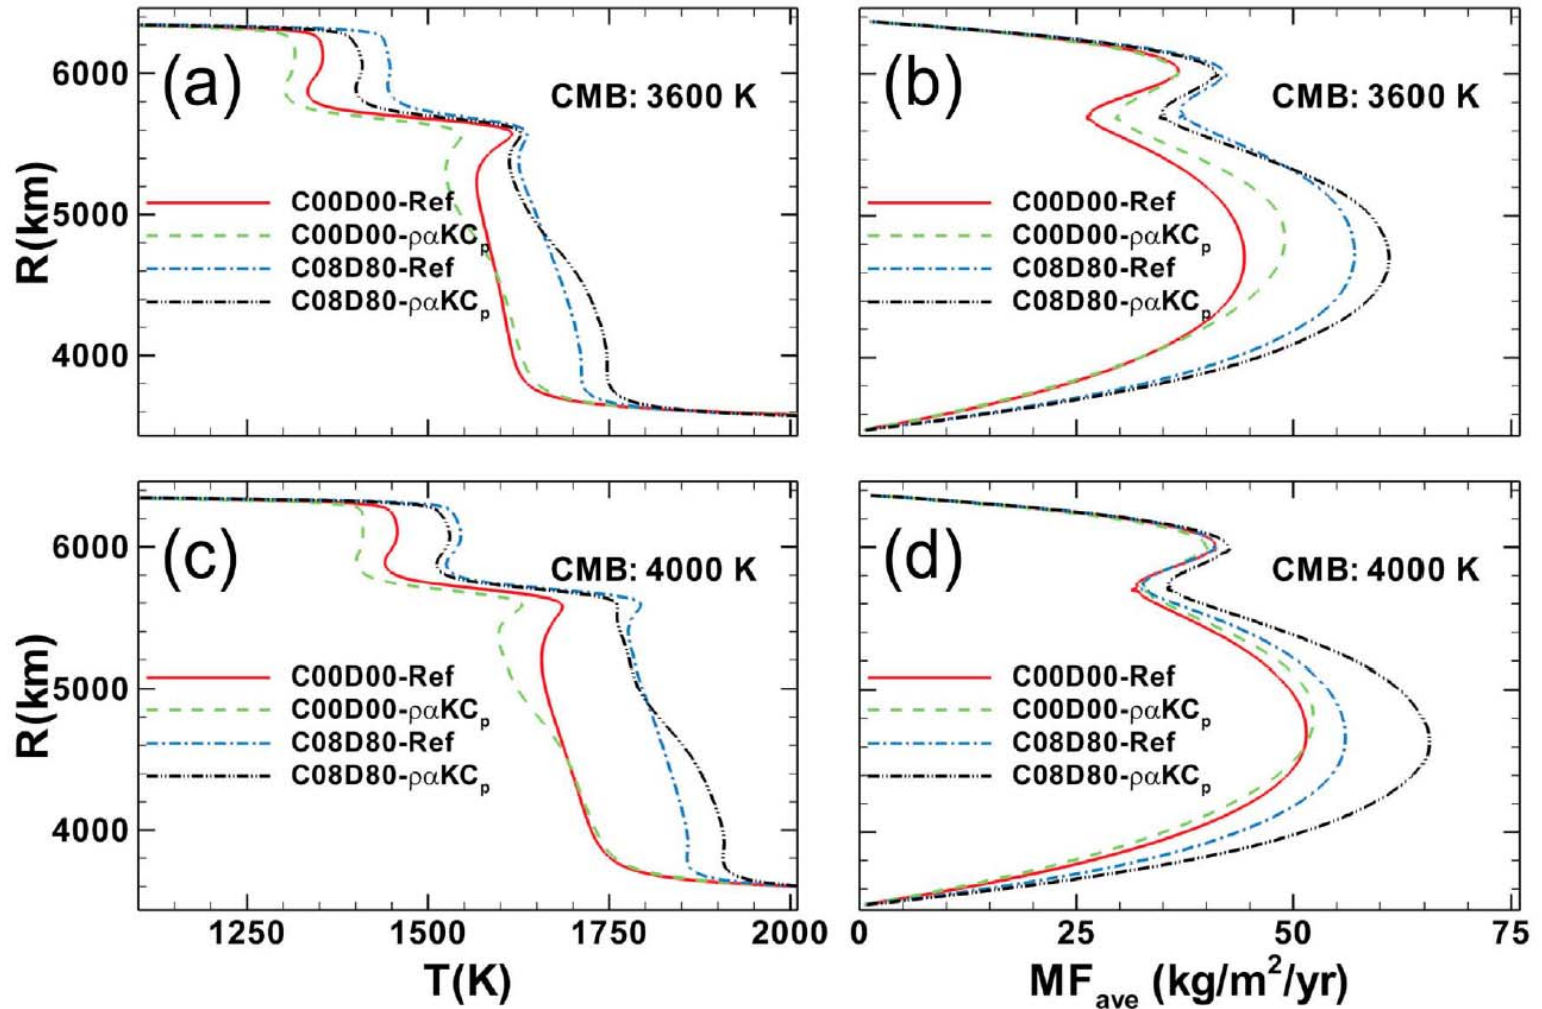 (a)
CMB: 3600 K
6000
5000
4000
R(km)
C00D00-Ref
C00D00-ραKCₚ
C08D80-Ref
C08D80-ραKCₚ
(b)
CMB: 3600 K
C00D00-Ref
C00D00-ραKCₚ
C08D80-Ref
C08D80-ραKCₚ
(c)
CMB: 4000 K
6000
5000
4000
R(km)
C00D00-Ref
C00D00-ραKCₚ
C08D80-Ref
C08D80-ραKCₚ
1250 1500 1750 2000
T(K)
(d)
CMB: 4000 K
C00D00-Ref
C00D00-ραKCₚ
C08D80-Ref
C08D80-ραKCₚ
0 25 50 75
MFave (kg/m²/yr)